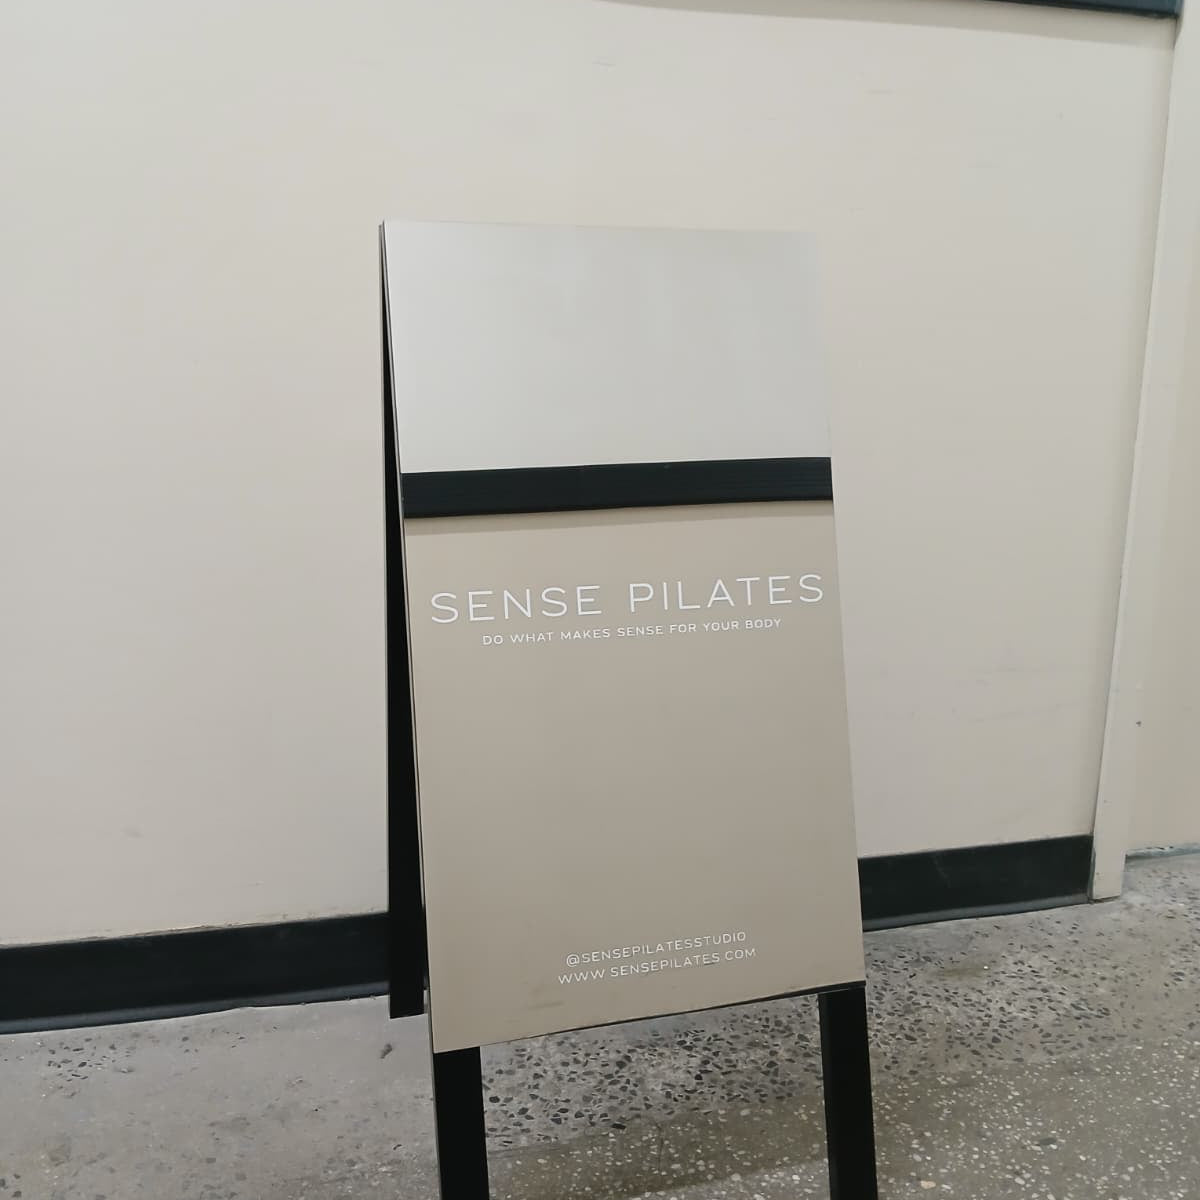 SENSE PILATES
DO WHAT MAKES SENSE FOR YOUR BODY
@SENSEPILATESSTUDIO
WWW.SENSEPILATES.COM